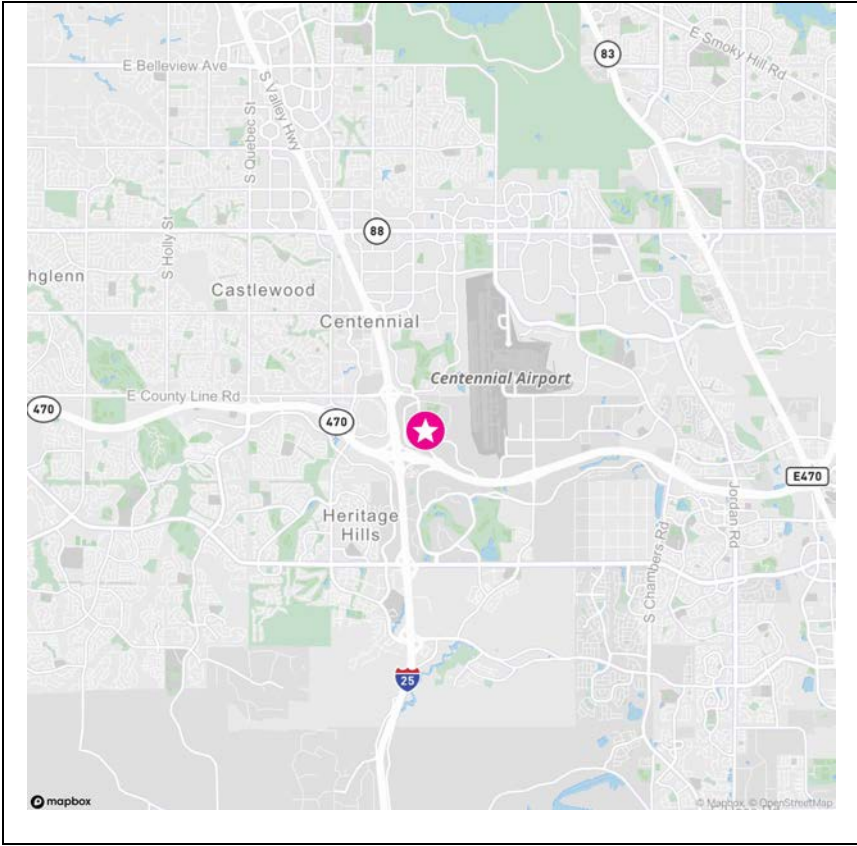 83
E Smoky Hill Rd
E Belleview Ave
S Valley Hwy
S Quebec St
S Holly St
88
hglenn
Castlewood
Centennial
Centennial Airport
E County Line Rd
470
470
E470
Heritage
Hills
Jordan Rd
S Chambers Rd
25
mapbox
© Mapbox, © OpenStreetMap